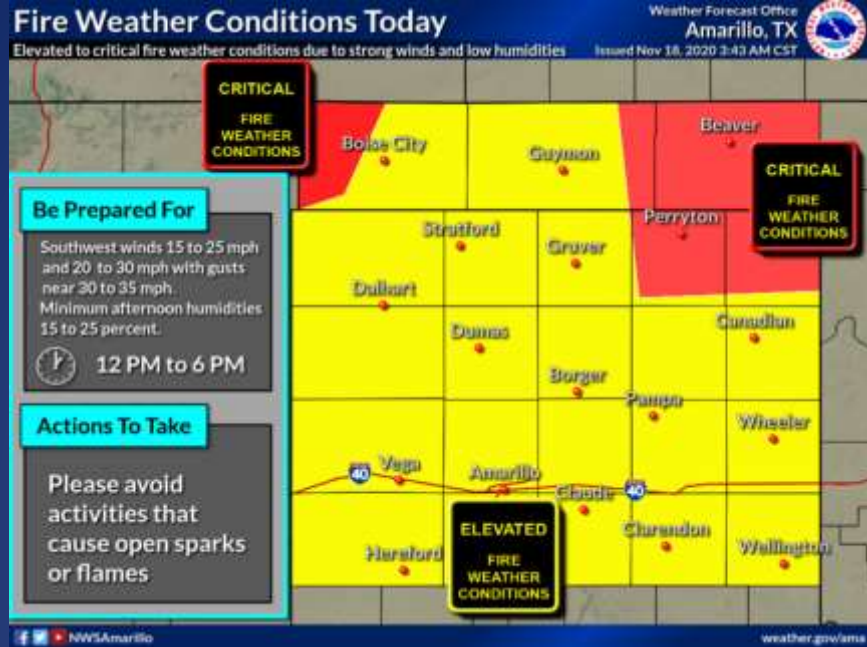 Fire Weather Conditions Today
Elevated to critical fire weather conditions due to strong winds and low humidities
Weather Forecast Office
Amarillo, TX
Issued Nov 18, 2020 3:43 AM CST
CRITICAL
FIRE
WEATHER
CONDITIONS
Boise City
Guymon
Beaver
CRITICAL
FIRE
WEATHER
CONDITIONS
Be Prepared For
Southwest winds 15 to 25 mph
and 20 to 30 mph with gusts
near 30 to 35 mph.
Minimum afternoon humidities
15 to 25 percent.
12 PM to 6 PM
Perryton
Stratford
Gruver
Dalhart
Dumas
Canadian
Borger
Pampa
Wheeler
Actions To Take
Please avoid
activities that
cause open sparks
or flames
40
Vega
Amarillo
Claude
40
ELEVATED
FIRE
WEATHER
CONDITIONS
Hereford
Clarendon
Wellington
NWSAmarillo
weather.gov/ama